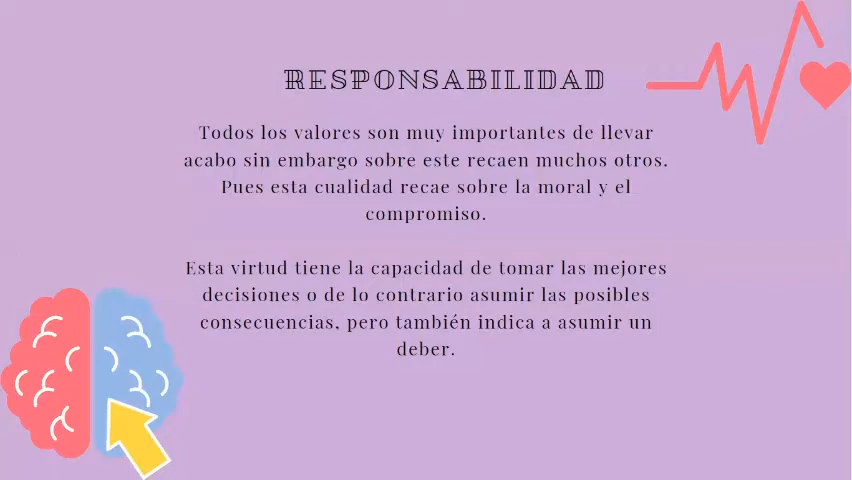 RESPONSABILIDAD
Todos los valores son muy importantes de llevar
acabo sin embargo sobre este recaen muchos otros.
Pues esta cualidad recae sobre la moral y el
compromiso.
Esta virtud tiene la capacidad de tomar las mejores
decisiones o de lo contrario asumir las posibles
consecuencias, pero también indica a asumir un
deber.